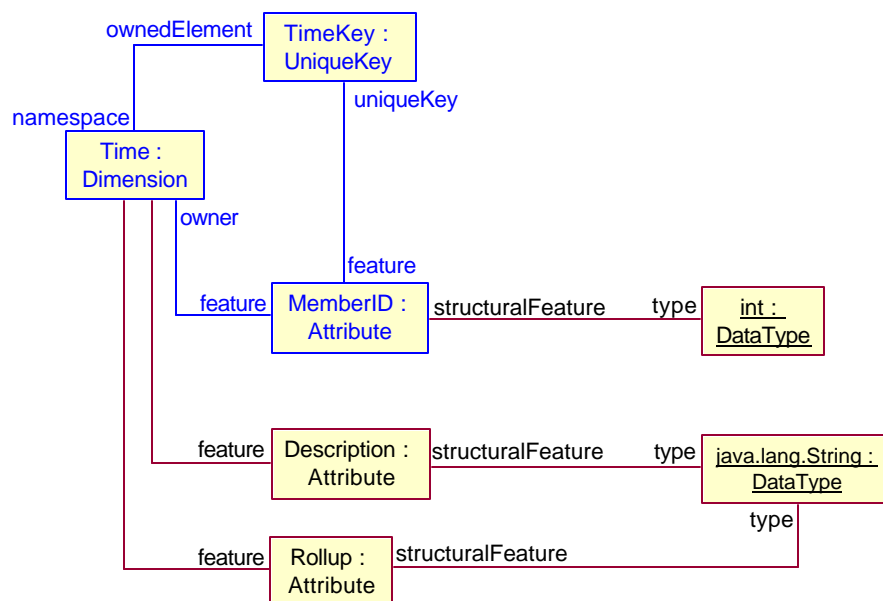 ownedElement
TimeKey :
UniqueKey
uniqueKey
namespace
Time :
Dimension
owner
feature
feature
MemberID :
Attribute
structuralFeature
type
int :
DataType
feature
Description :
Attribute
structuralFeature
type
java.lang.String :
DataType
type
feature
Rollup :
Attribute
structuralFeature